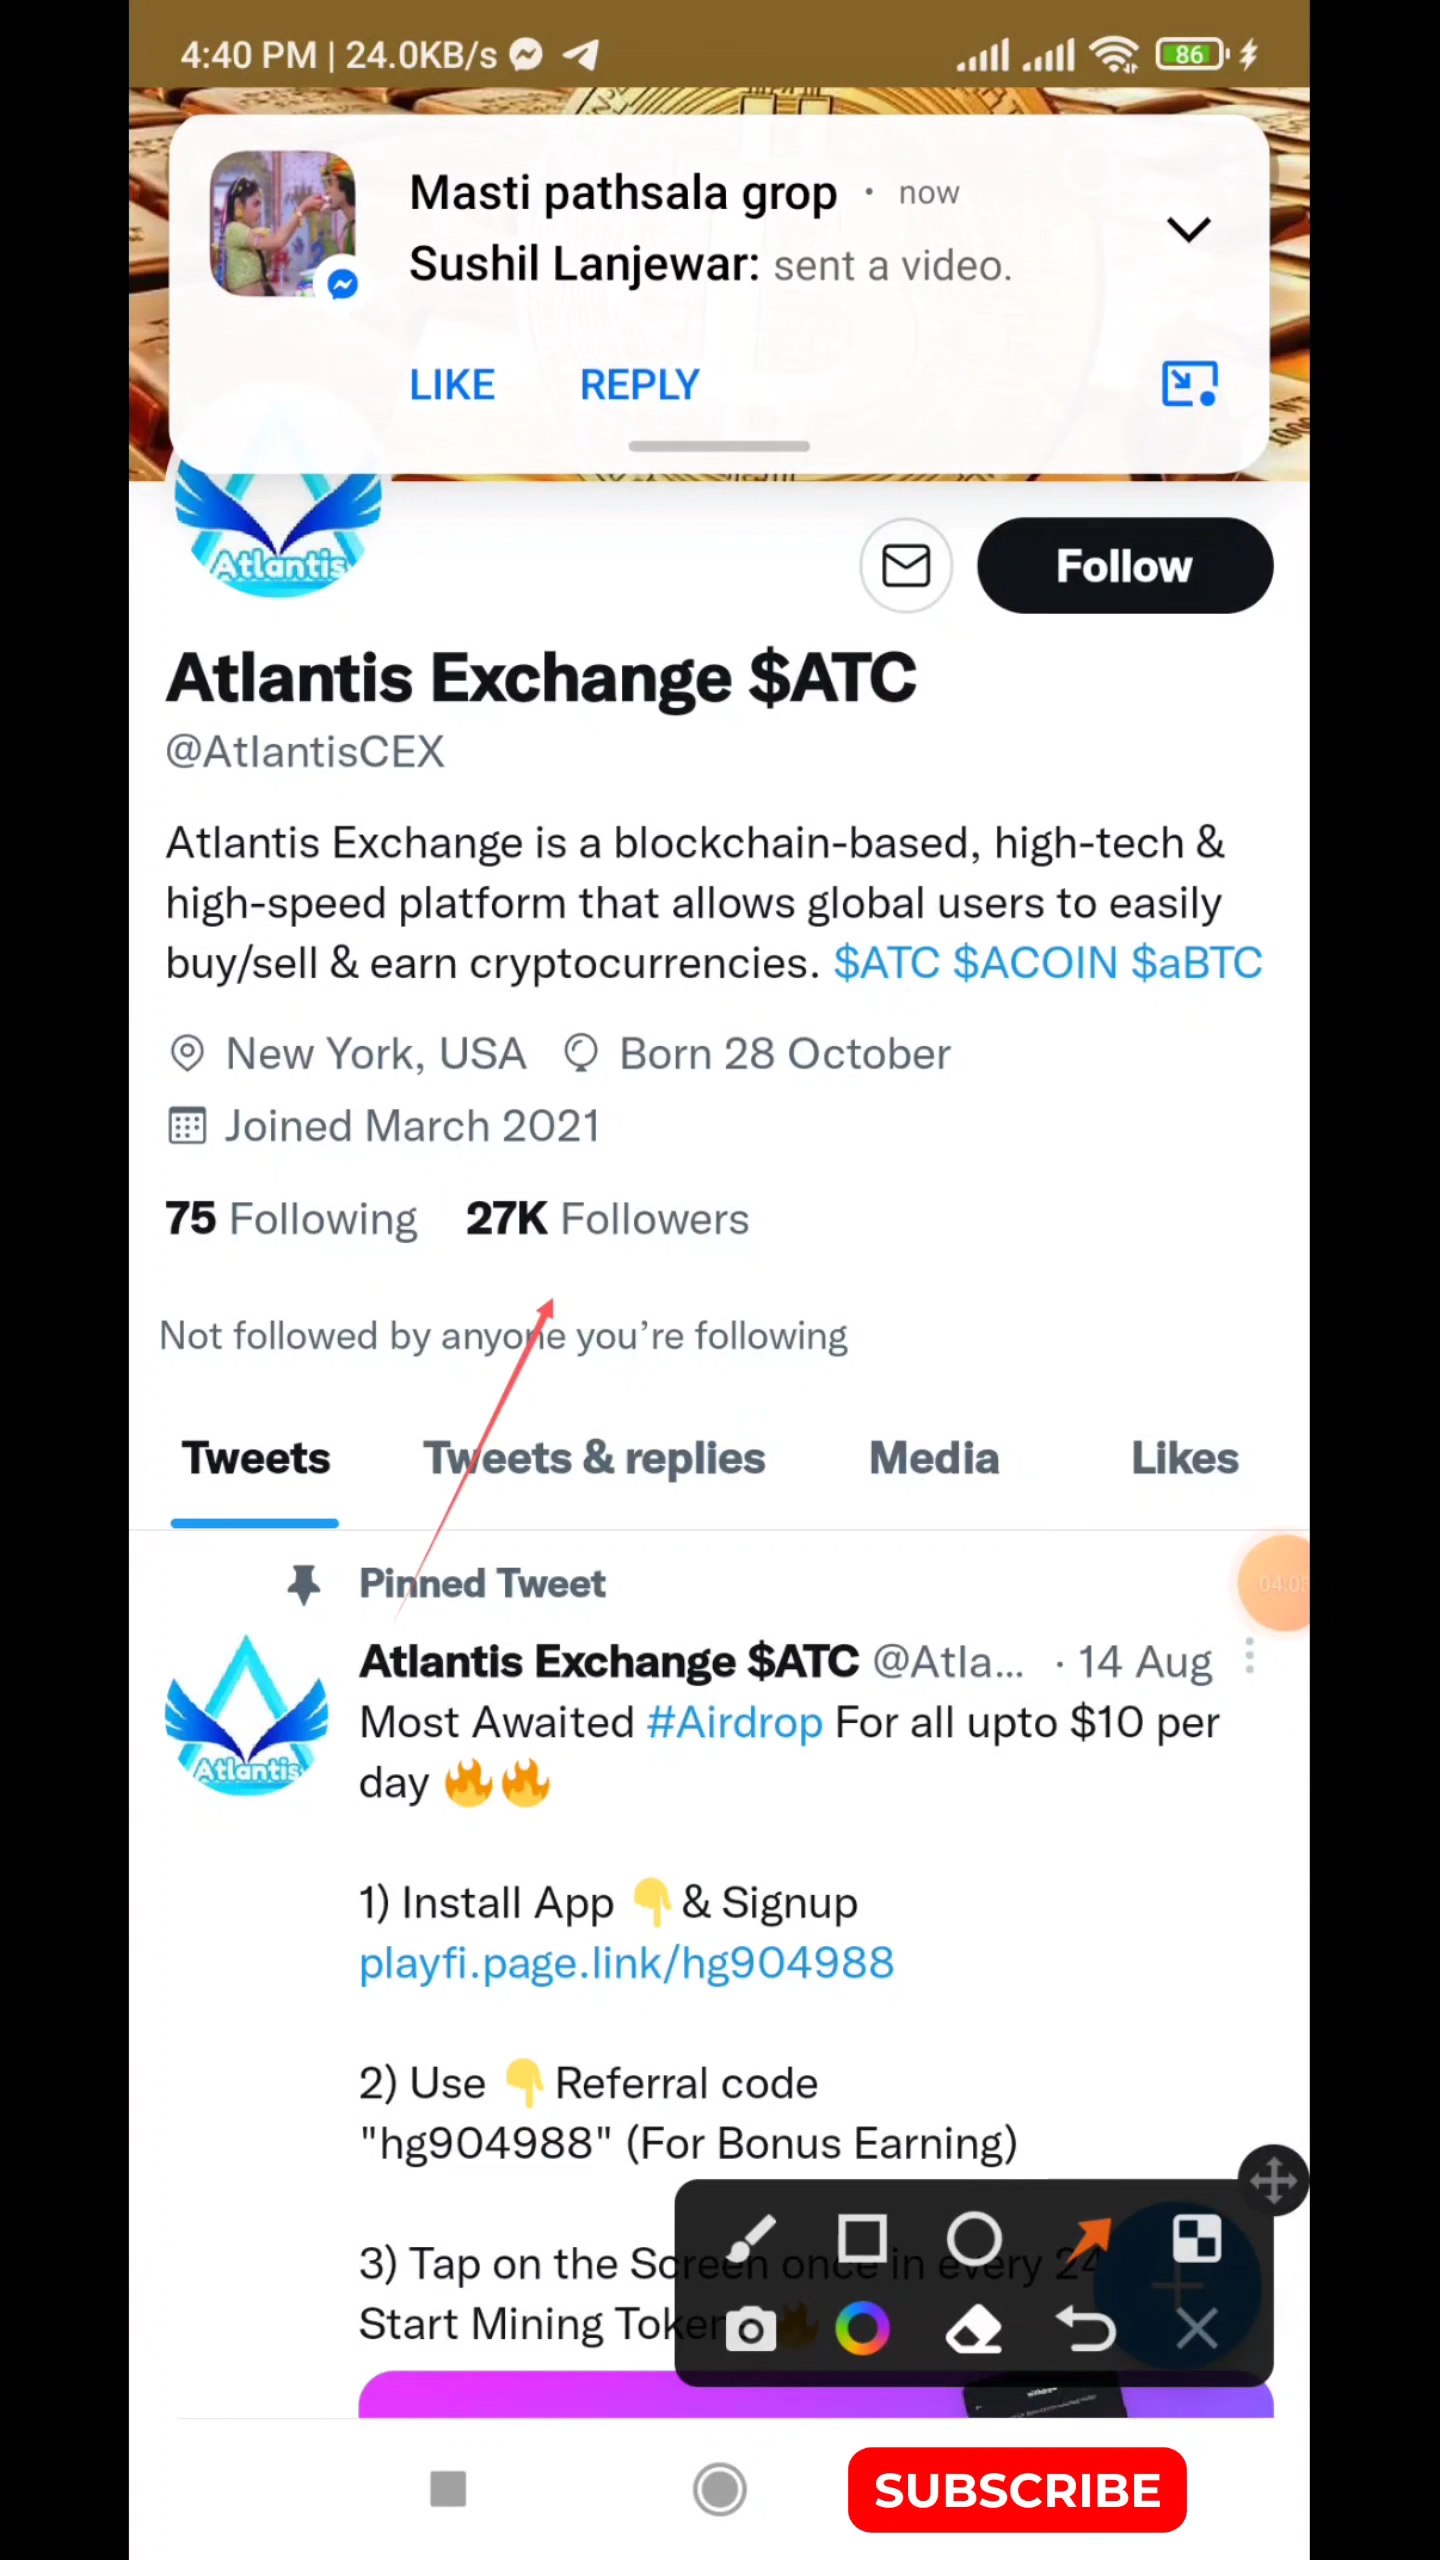 4:40 PM | 24.0KB/s
86
Masti pathsala grop · now
Sushil Lanjewar: sent a video.
LIKE REPLY
Atlantis
Follow
Atlantis Exchange $ATC
@AtlantisCEX
Atlantis Exchange is a blockchain-based, high-tech &
high-speed platform that allows global users to easily
buy/sell & earn cryptocurrencies. $ATC $ACOIN $aBTC
New York, USA Born 28 October
Joined March 2021
75 Following 27K Followers
Not followed by anyone you're following
Tweets Tweets & replies Media Likes
Pinned Tweet
04:08
Atlantis Exchange $ATC @Atla... · 14 Aug
Atlantis
Most Awaited #Airdrop For all upto $10 per
day 🔥🔥
1) Install App 👇 & Signup
playfi.page.link/hg904988
2) Use 👇 Referral code
"hg904988" (For Bonus Earning)
3) Tap on the Screen once in every 24
Start Mining Token 🔥
SUBSCRIBE